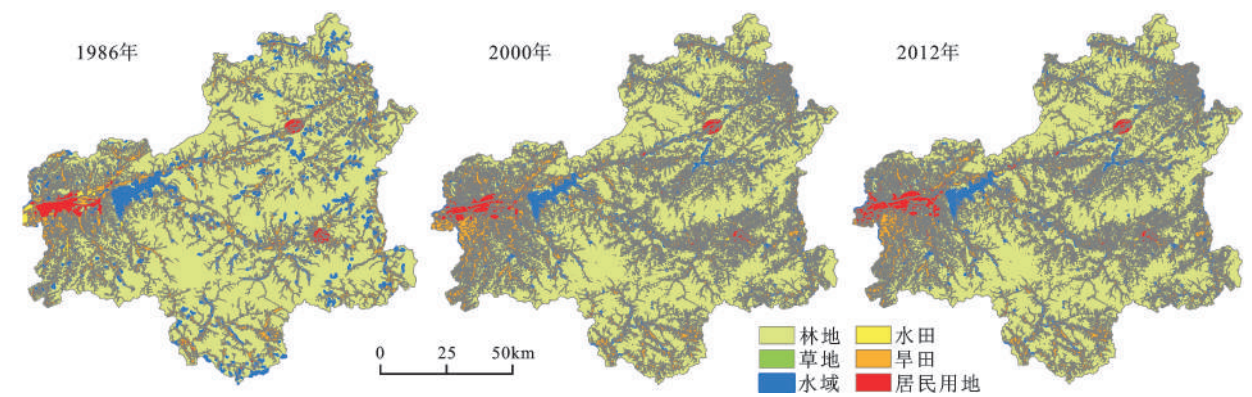 1986年
2000年
2012年
0 25 50km
林地 水田
草地 旱田
水域 居民用地